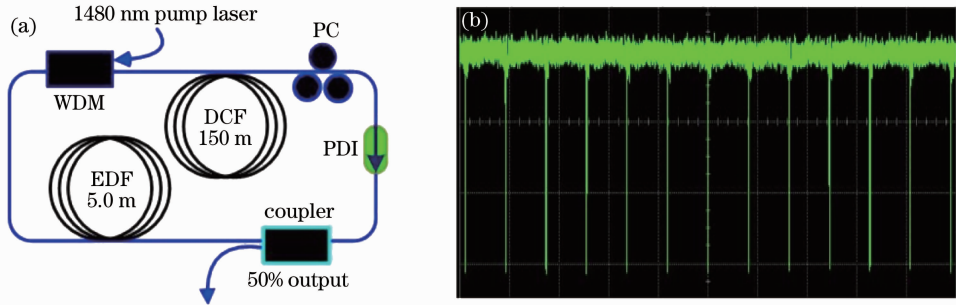 (a)
1480 nm pump laser
WDM
PC
DCF
150 m
PDI
EDF
5.0 m
coupler
50% output
(b)